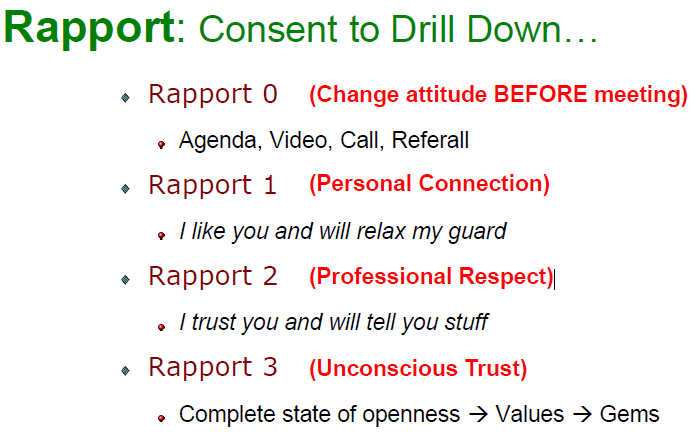 Rapport: Consent to Drill Down…
Rapport 0 (Change attitude BEFORE meeting)
Agenda, Video, Call, Referall
Rapport 1 (Personal Connection)
I like you and will relax my guard
Rapport 2 (Professional Respect)
I trust you and will tell you stuff
Rapport 3 (Unconscious Trust)
Complete state of openness → Values → Gems